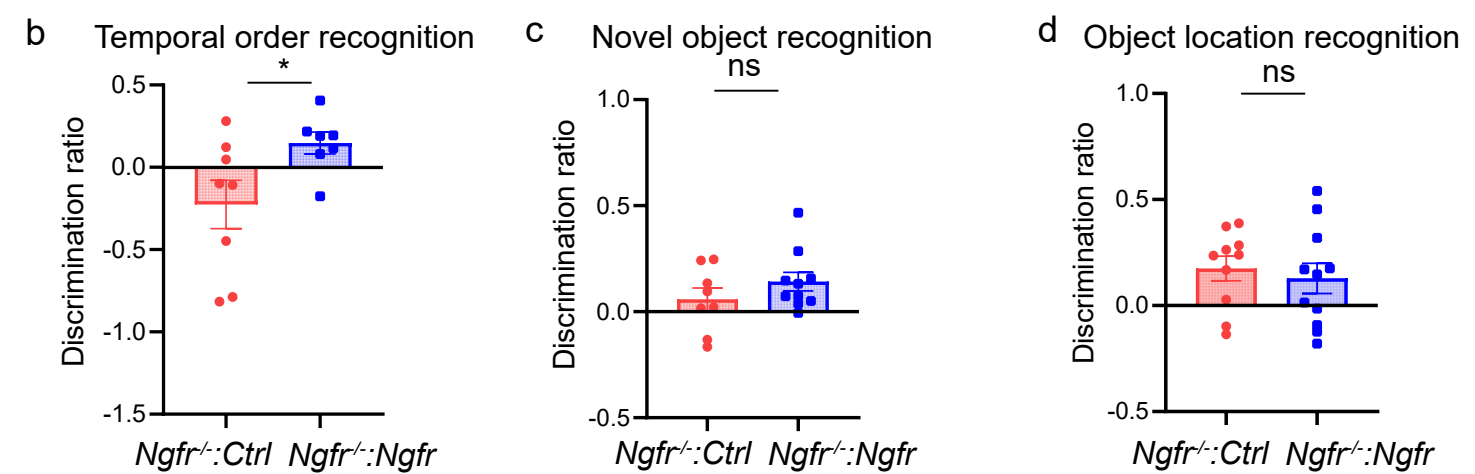 b Temporal order recognition
*
0.5
0.0
-0.5
-1.0
-1.5
Discrimination ratio
Ngfr-/-:Ctrl Ngfr-/-:Ngfr
c Novel object recognition
ns
1.0
0.5
0.0
-0.5
Discrimination ratio
Ngfr-/-:Ctrl Ngfr-/-:Ngfr
d Object location recognition
ns
1.0
0.5
0.0
-0.5
Discrimination ratio
Ngfr-/-:Ctrl Ngfr-/-:Ngfr